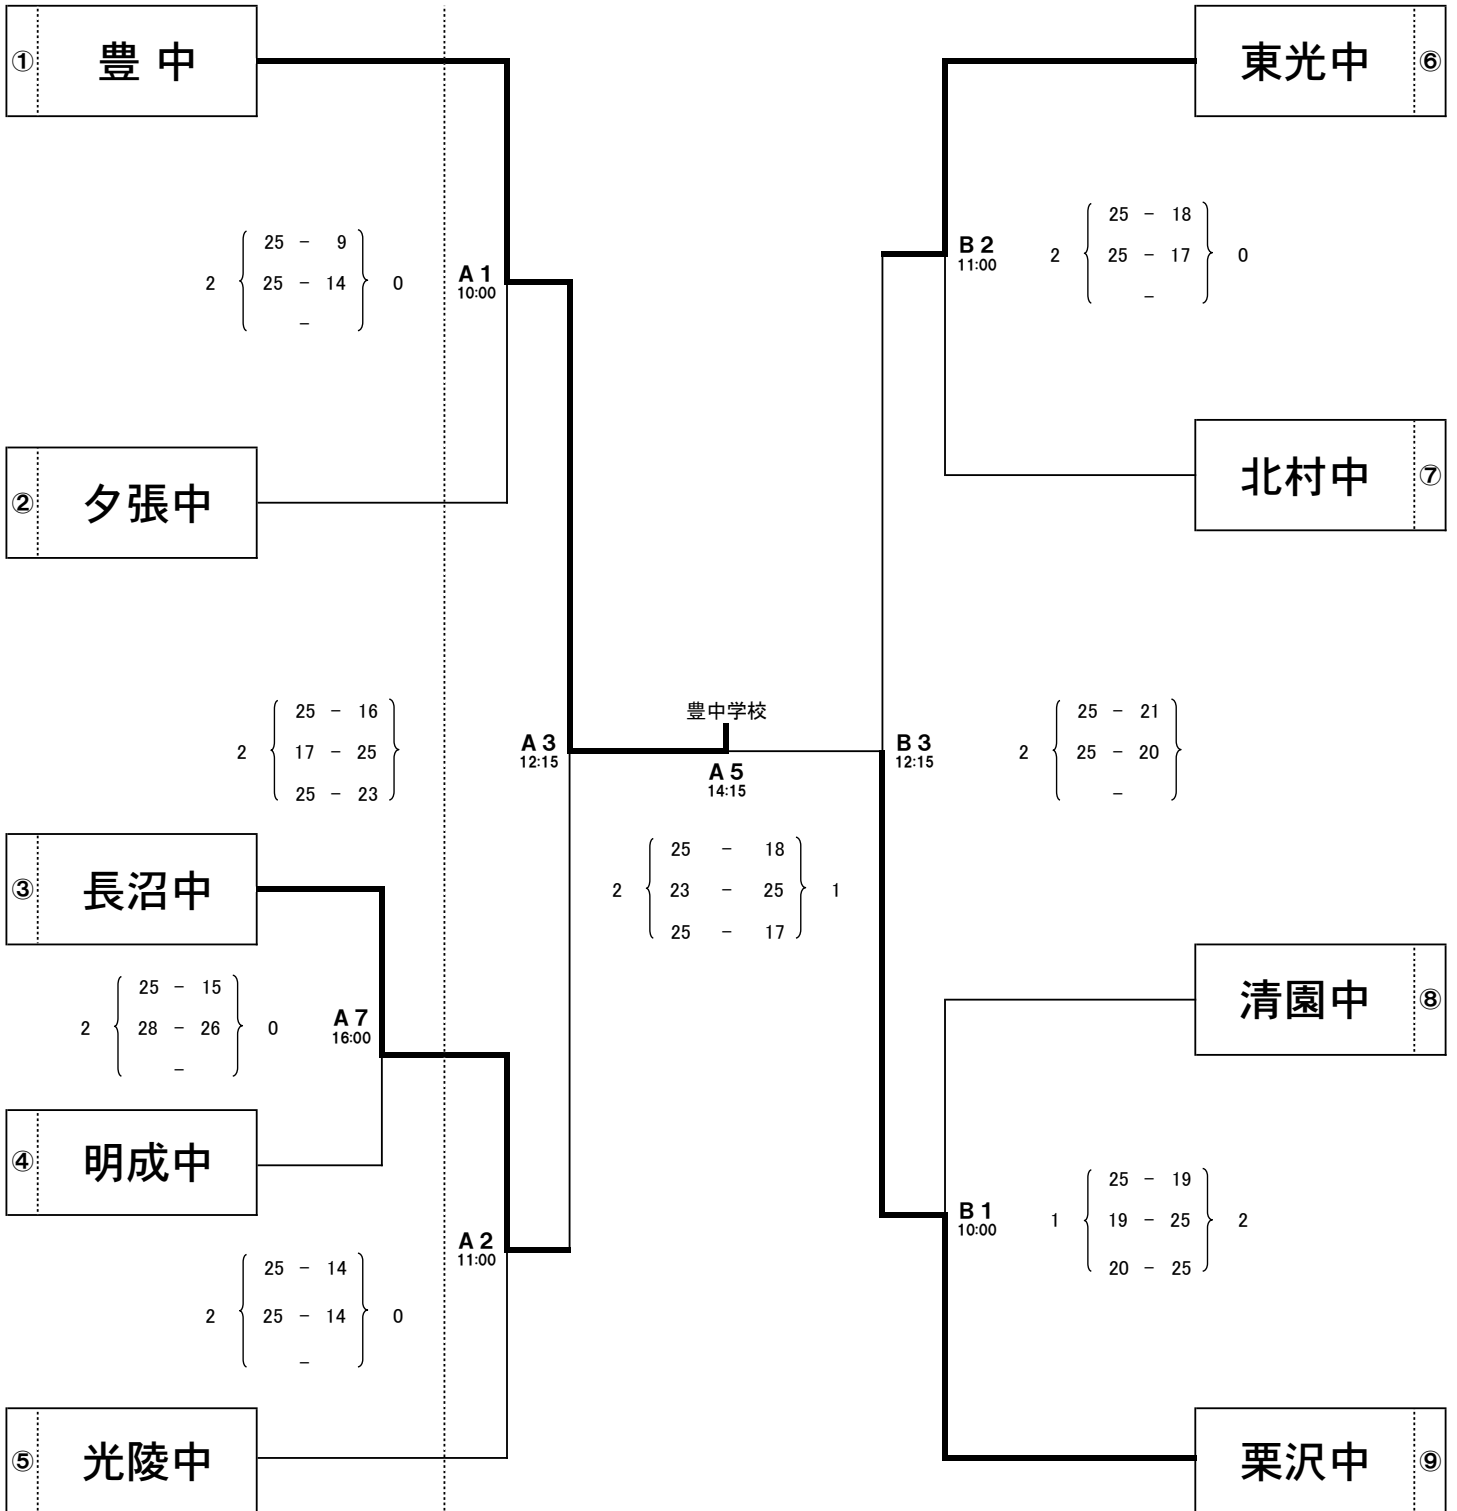 ① 豊 中
東光中 ⑥
25 - 18
2 25 - 17 0
-
B 2
11:00
25 - 9
2 25 - 14 0
-
A 1
10:00
北村中 ⑦
② 夕張中
25 - 16
2 17 - 25
25 - 23
A 3
12:15
豊中学校
A 5
14:15
B 3
12:15
25 - 21
2 25 - 20
-
25 - 18
2 23 - 25 1
25 - 17
③ 長沼中
清園中 ⑧
25 - 15
2 28 - 26 0
-
A 7
16:00
④ 明成中
A 2
11:00
B 1
10:00
25 - 19
1 19 - 25 2
20 - 25
25 - 14
2 25 - 14 0
-
⑤ 光陵中
栗沢中 ⑨